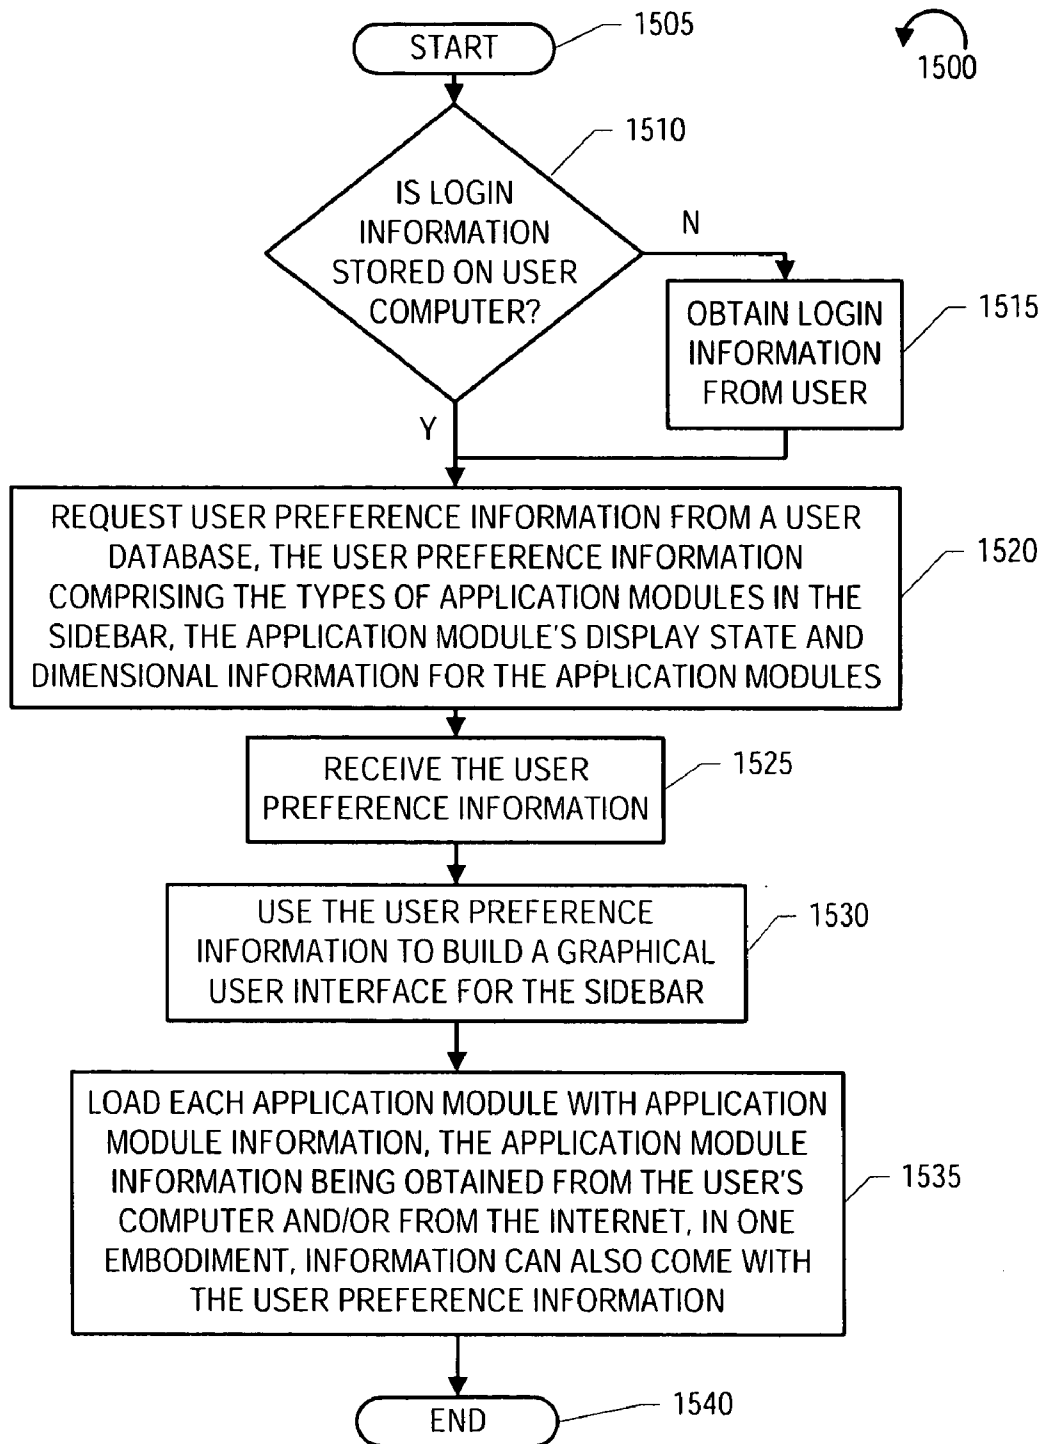 START
1505
1500
1510
IS LOGIN
INFORMATION
STORED ON USER
COMPUTER?
N
OBTAIN LOGIN
INFORMATION
FROM USER
1515
Y
REQUEST USER PREFERENCE INFORMATION FROM A USER
DATABASE, THE USER PREFERENCE INFORMATION
COMPRISING THE TYPES OF APPLICATION MODULES IN THE
SIDEBAR, THE APPLICATION MODULE'S DISPLAY STATE AND
DIMENSIONAL INFORMATION FOR THE APPLICATION MODULES
1520
RECEIVE THE USER
PREFERENCE INFORMATION
1525
USE THE USER PREFERENCE
INFORMATION TO BUILD A GRAPHICAL
USER INTERFACE FOR THE SIDEBAR
1530
LOAD EACH APPLICATION MODULE WITH APPLICATION
MODULE INFORMATION, THE APPLICATION MODULE
INFORMATION BEING OBTAINED FROM THE USER'S
COMPUTER AND/OR FROM THE INTERNET, IN ONE
EMBODIMENT, INFORMATION CAN ALSO COME WITH
THE USER PREFERENCE INFORMATION
1535
END
1540